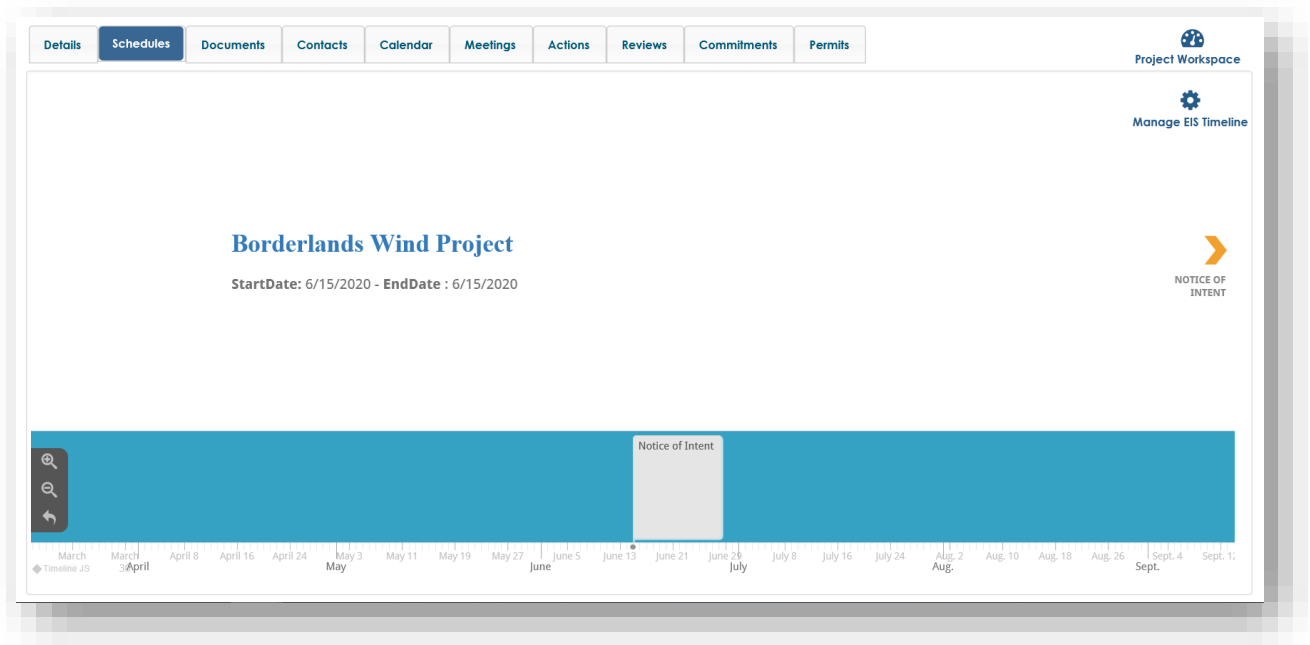 Details Schedules Documents Contacts Calendar Meetings Actions Reviews Commitments Permits
Project Workspace
Manage EIS Timeline
Borderlands Wind Project
StartDate: 6/15/2020 - EndDate : 6/15/2020
NOTICE OF
INTENT
Notice of Intent
March March April 8 April 16 April 24 May 3 May 11 May 19 May 27 June 5 June 13 June 21 June 29 July 8 July 16 July 24 Aug. 2 Aug. 10 Aug. 18 Aug. 26 Sept. 4 Sept.
Timeline JS April May June July Aug. Sept.